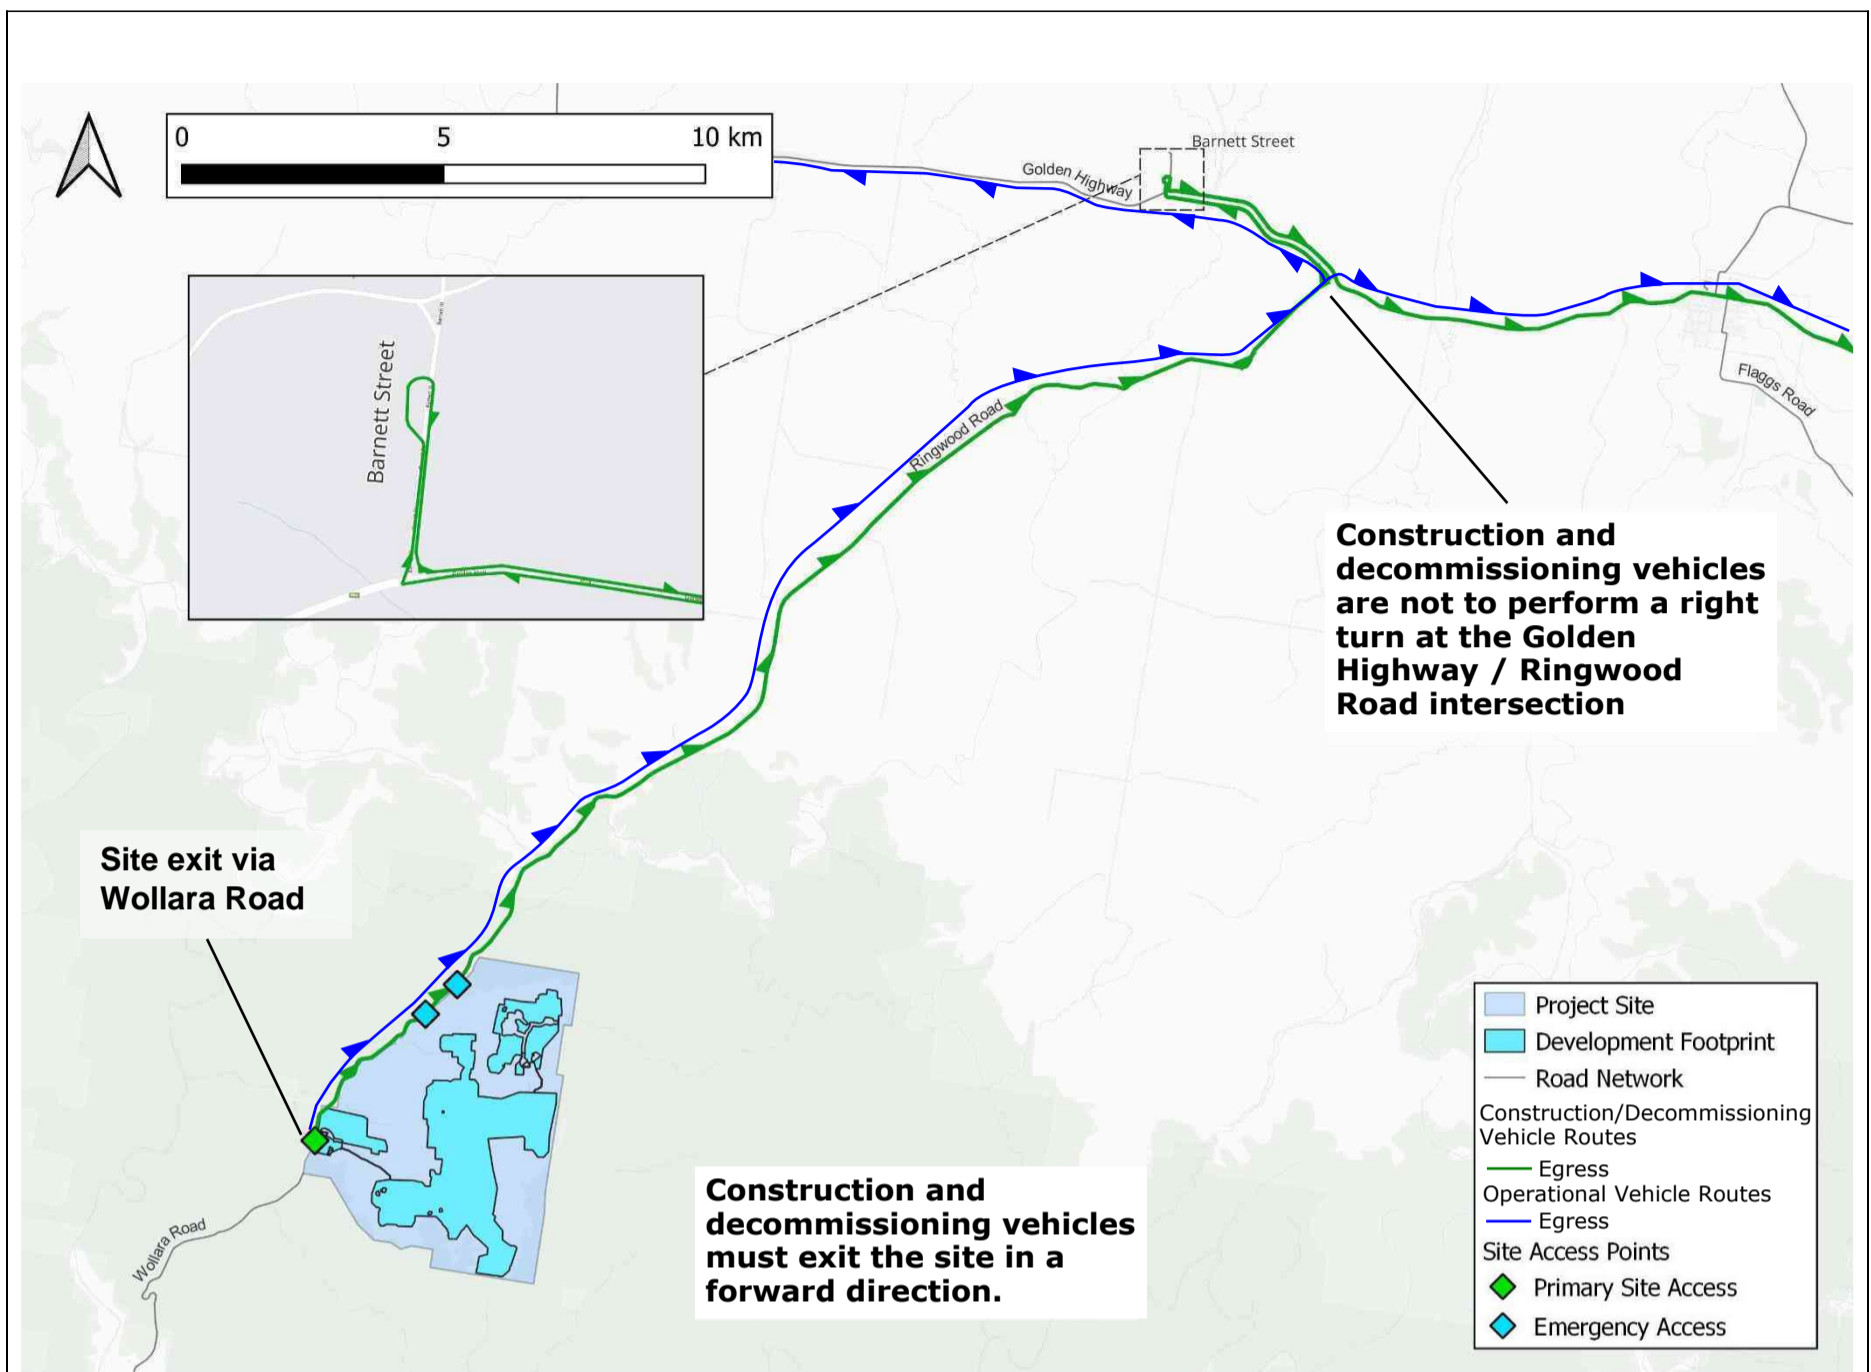 0 5 10 km
Barnett Street
Golden Highway
Barnett Street
Ringwood Road
Flaggs Road
Construction and
decommissioning vehicles
are not to perform a right
turn at the Golden
Highway / Ringwood
Road intersection
Site exit via
Wollara Road
Wollara Road
Construction and
decommissioning vehicles
must exit the site in a
forward direction.
Project Site
Development Footprint
Road Network
Construction/Decommissioning
Vehicle Routes
Egress
Operational Vehicle Routes
Egress
Site Access Points
Primary Site Access
Emergency Access